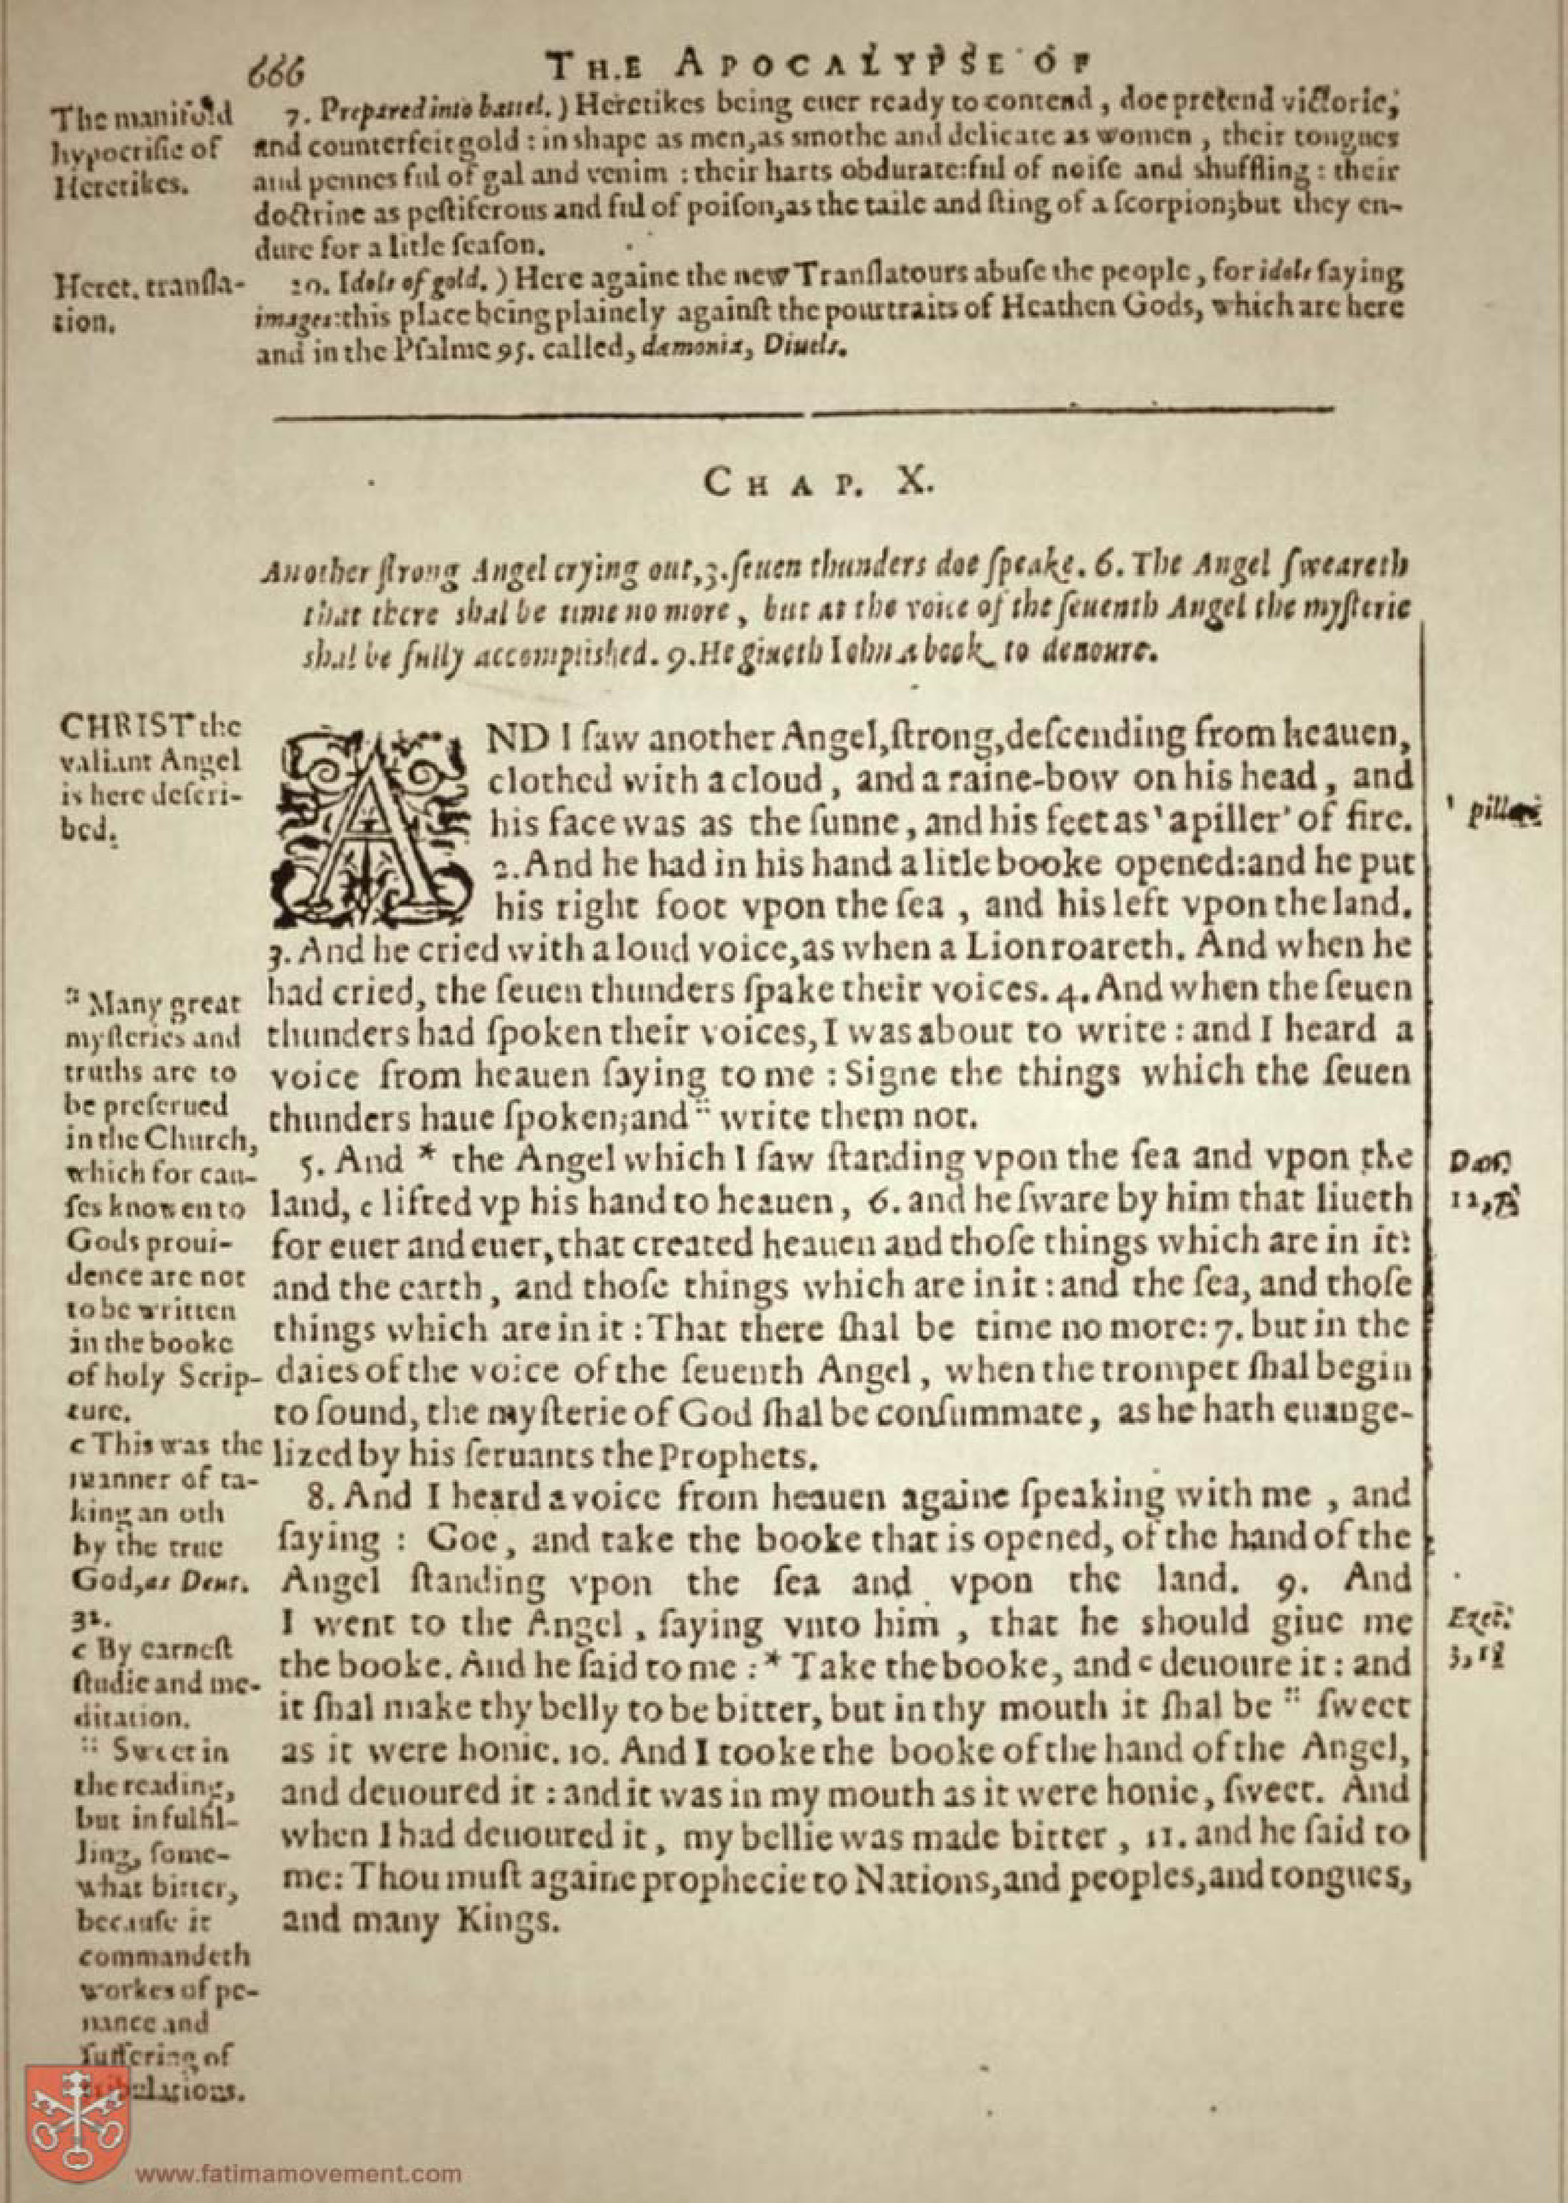 666
THE APOCALYPSE OF
The manifold
hypocrisie of
Heretikes.
7. Prepared into battel.) Heretikes being euer ready to contend, doe pretend victorie,
and counterfeit gold: in shape as men, as smothe and delicate as women, their tongues
and pennes ful of gal and venim: their harts obdurate: ful of noiſe and shuffling: their
doctrine as peſtiferous and ful of poiſon, as the taile and ſting of a ſcorpion; but they en-
dure for a litle ſeaſon.
Heret. tranſla-
tion.
20. Idols of gold.) Here againe the new Tranſlatours abuſe the people, for idols ſaying
images: this place being plainely againſt the pourtraits of Heathen Gods, which are here
and in the Pſalme 95. called, dæmonia, Diuels.
CHAP. X.
Another ſtrong Angel crying out, 3. ſeuen thunders doe ſpeake. 6. The Angel ſweareth
that there shal be time no more, but at the voice of the ſeuenth Angel the myſterie
shal be fully accomplished. 9. He giueth Iohn a book to deuoure.
CHRIST the
valiant Angel
is here deſcri-
bed.
AND I ſaw another Angel, ſtrong, deſcending from heauen,
clothed with a cloud, and a raine-bow on his head, and
his face was as the ſunne, and his feet as 'a piller' of fire.
2. And he had in his hand a litle booke opened: and he put
his right foot vpon the ſea, and his left vpon the land.
3. And he cried with a loud voice, as when a Lion roareth. And when he
had cried, the ſeuen thunders ſpake their voices. 4. And when the ſeuen
thunders had ſpoken their voices, I was about to write: and I heard a
voice from heauen ſaying to me: Signe the things which the ſeuen
thunders haue ſpoken; and :: write them not.
5. And * the Angel which I ſaw ſtanding vpon the ſea and vpon the
land, c lifted vp his hand to heauen, 6. and he ſware by him that liueth
for euer and euer, that created heauen and thoſe things which are in it:
and the earth, and thoſe things which are in it: and the ſea, and thoſe
things which are in it: That there ſhal be time no more: 7. but in the
daies of the voice of the ſeuenth Angel, when the trompet ſhal begin
to ſound, the myſterie of God ſhal be conſummate, as he hath euange-
lized by his ſeruants the Prophets.
8. And I heard a voice from heauen againe ſpeaking with me, and
ſaying: Goe, and take the booke that is opened, of the hand of the
Angel ſtanding vpon the ſea and vpon the land. 9. And
I went to the Angel, ſaying vnto him, that he should giue me
the booke. And he ſaid to me: * Take the booke, and c deuoure it: and
it ſhal make thy belly to be bitter, but in thy mouth it ſhal be :: ſweet
as it were honie. 10. And I tooke the booke of the hand of the Angel,
and deuoured it: and it was in my mouth as it were honie, ſweet. And
when I had deuoured it, my bellie was made bitter, 11. and he ſaid to
me: Thou muſt againe prophecie to Nations, and peoples, and tongues,
and many Kings.
:: Many great
myſteries and
truths are to
be preſerued
in the Church,
which for cau-
ſes knowen to
Gods proui-
dence are not
to be written
in the booke
of holy Scrip-
ture.
c This was the
manner of ta-
king an oth
by the true
God, as Deut.
32.
c By earneſt
ſtudie and me-
ditation.
:: Sweet in
the reading,
but in fulfil-
ling, ſome-
what bitter,
becauſe it
commandeth
workes of pe-
nance and
ſuffering of
tribulations.
Dan.
12,
Ezec.
3,
www.fatimamovement.com